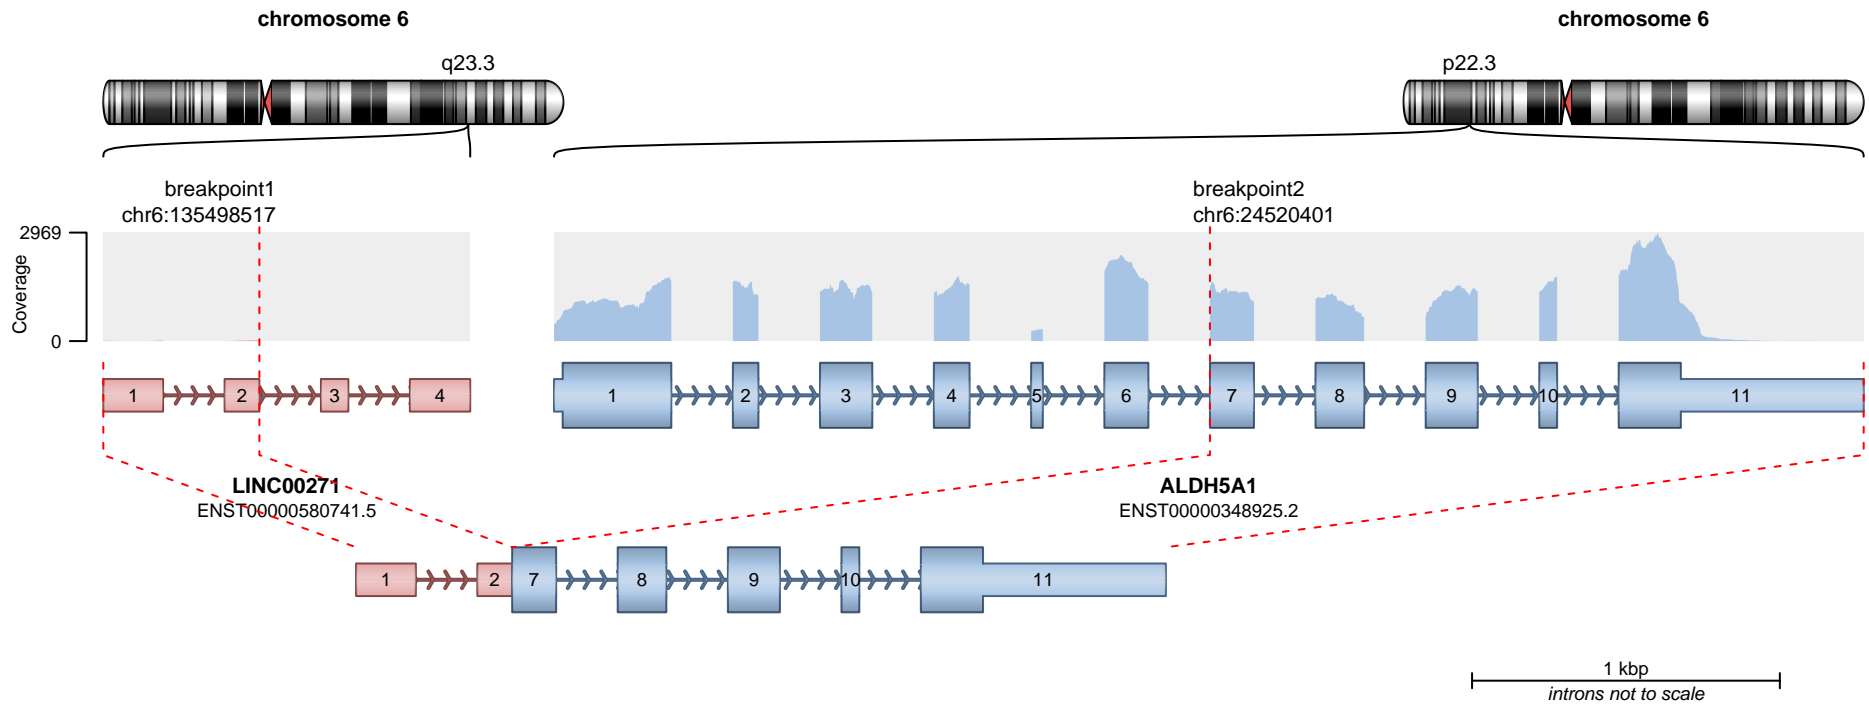 chromosome 6
chromosome 6
q23.3
p22.3
breakpoint1
chr6:135498517
breakpoint2
chr6:24520401
2969
Coverage
0
1 2 3 4
1 2 3 4 5 6 7 8 9 10 11
LINC00271
ENST00000580741.5
ALDH5A1
ENST00000348925.2
1 2 7 8 9 10 11
1 kbp
introns not to scale